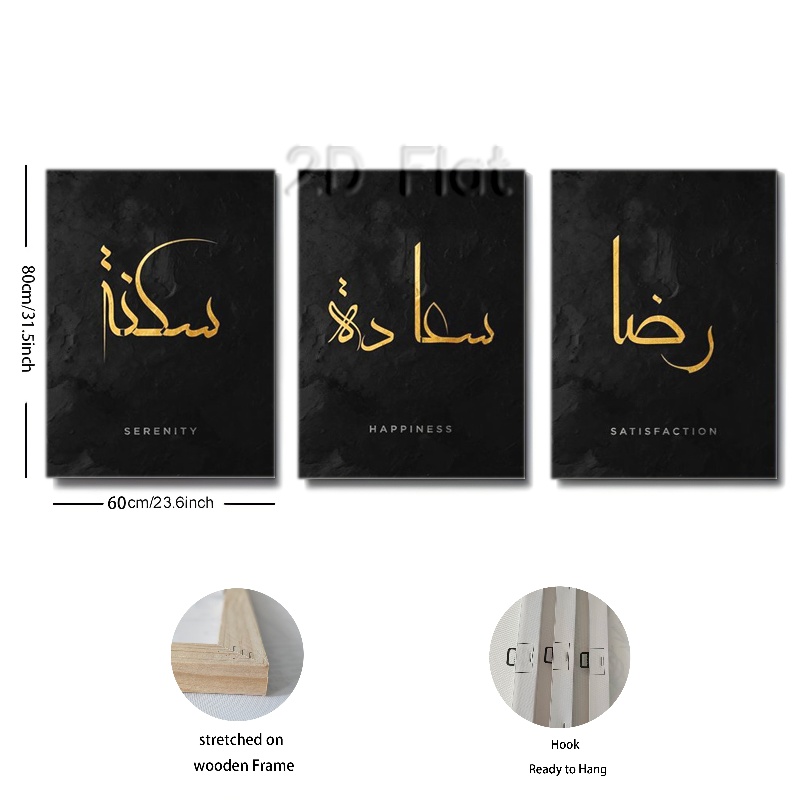 2D Flat
سكنة
سعادة
رضا
SERENITY
HAPPINESS
SATISFACTION
80cm/31.5inch
60cm/23.6inch
stretched on
wooden Frame
Hook
Ready to Hang